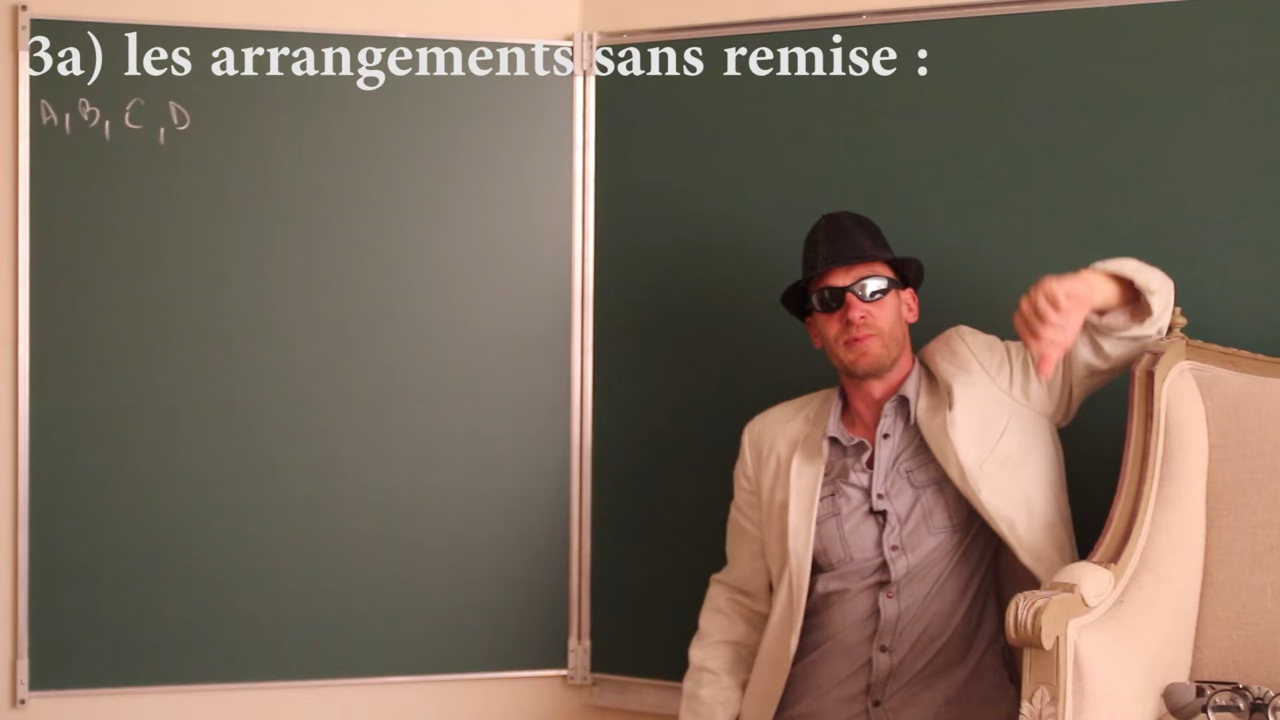 3a) les arrangements sans remise :
A, B, C, D